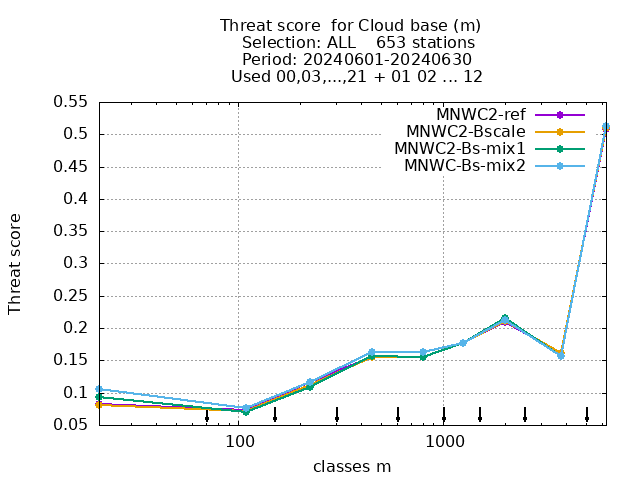 Threat score  for Cloud base (m)
Selection: ALL    653 stations
Period: 20240601-20240630
Used 00,03,...,21 + 01 02 ... 12
0.55
0.5
0.45
0.4
0.35
0.3
0.25
0.2
0.15
0.1
0.05
Threat score
MNWC2-ref
MNWC2-Bscale
MNWC2-Bs-mix1
MNWC-Bs-mix2
100
1000
classes m